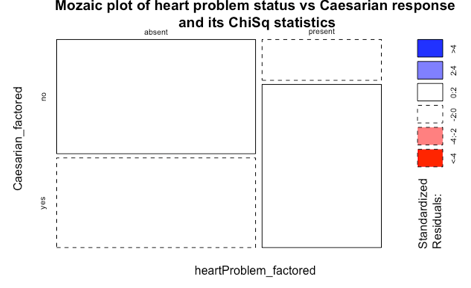 Mozaic plot of heart problem status vs Caesarian response
and its ChiSq statistics
absent
present
Caesarian_factored
no
yes
heartProblem_factored
Standardized
Residuals:
<-4
-4:-2
-2:0
0:2
2:4
>4